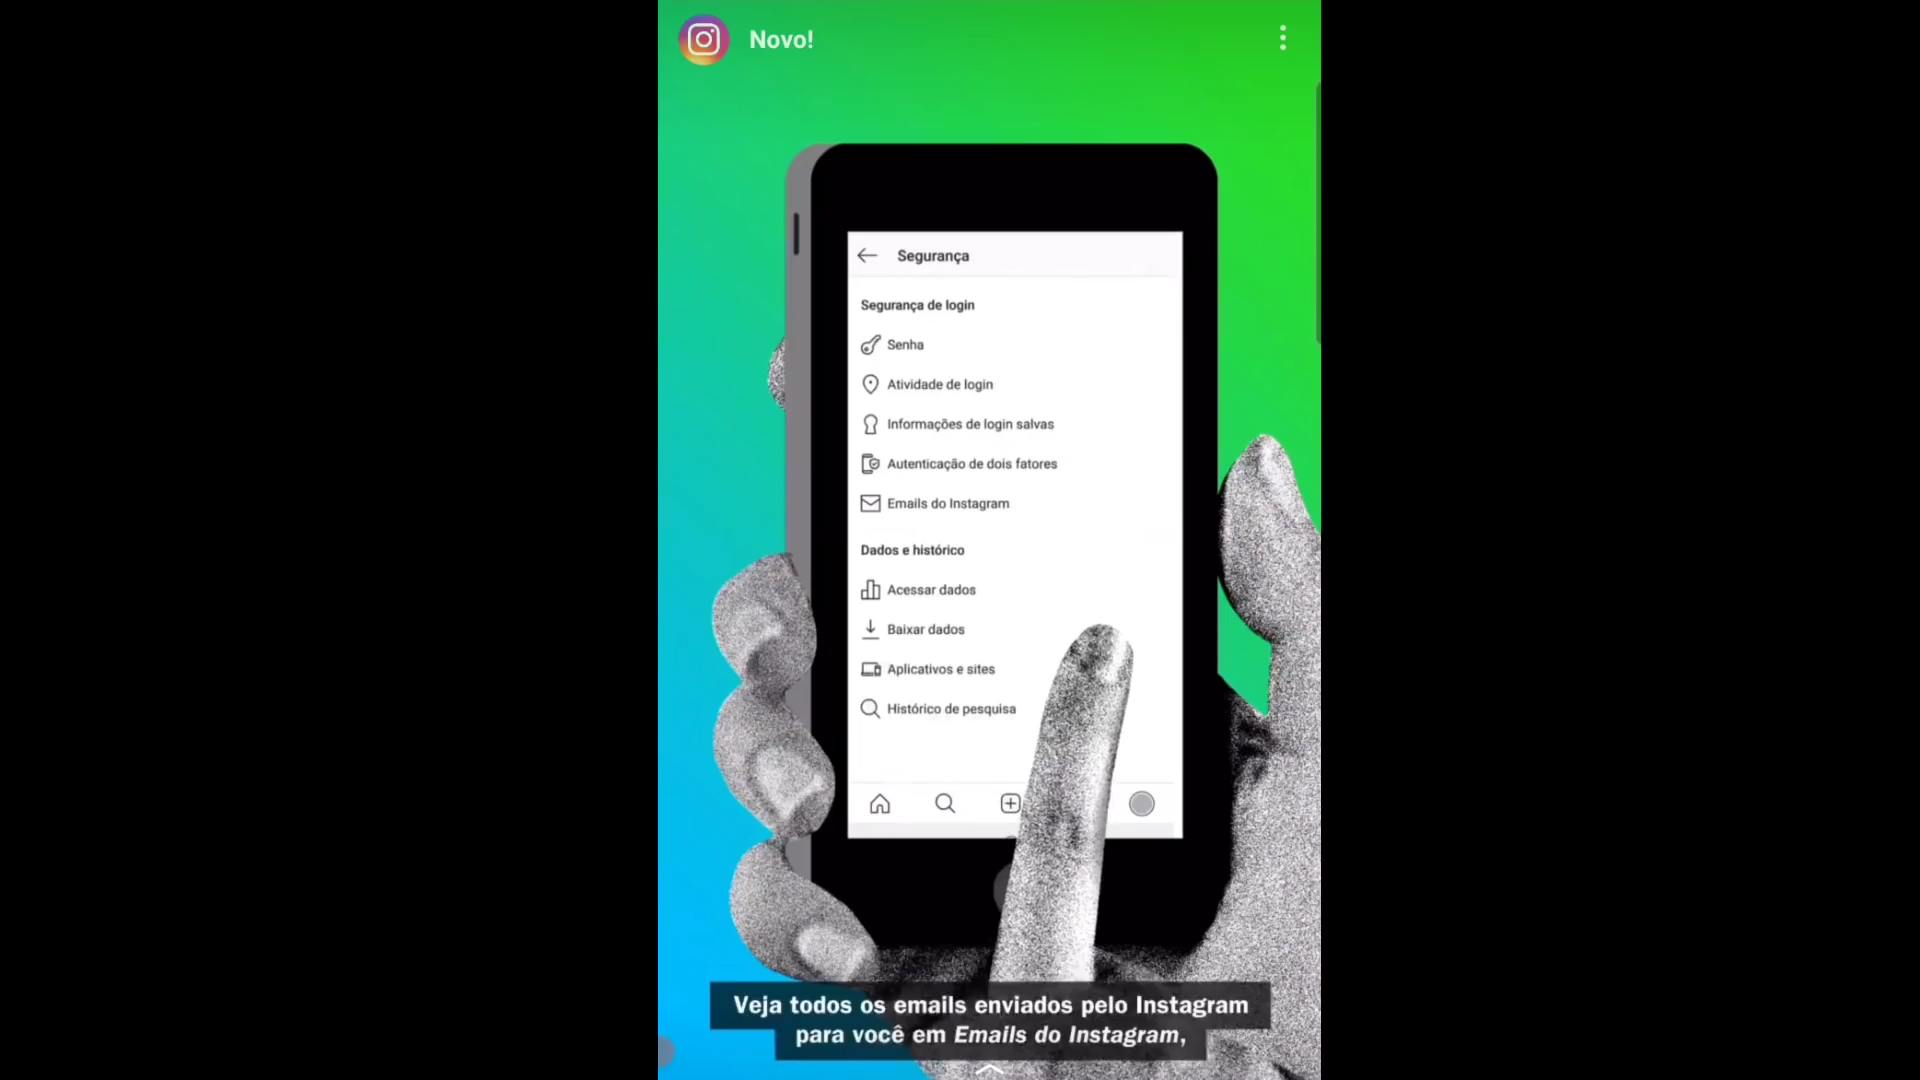 Novo!
Segurança
Segurança de login
Senha
Atividade de login
Informações de login salvas
Autenticação de dois fatores
Emails do Instagram
Dados e histórico
Acessar dados
Baixar dados
Aplicativos e sites
Histórico de pesquisa
Veja todos os emails enviados pelo Instagram
para você em Emails do Instagram,